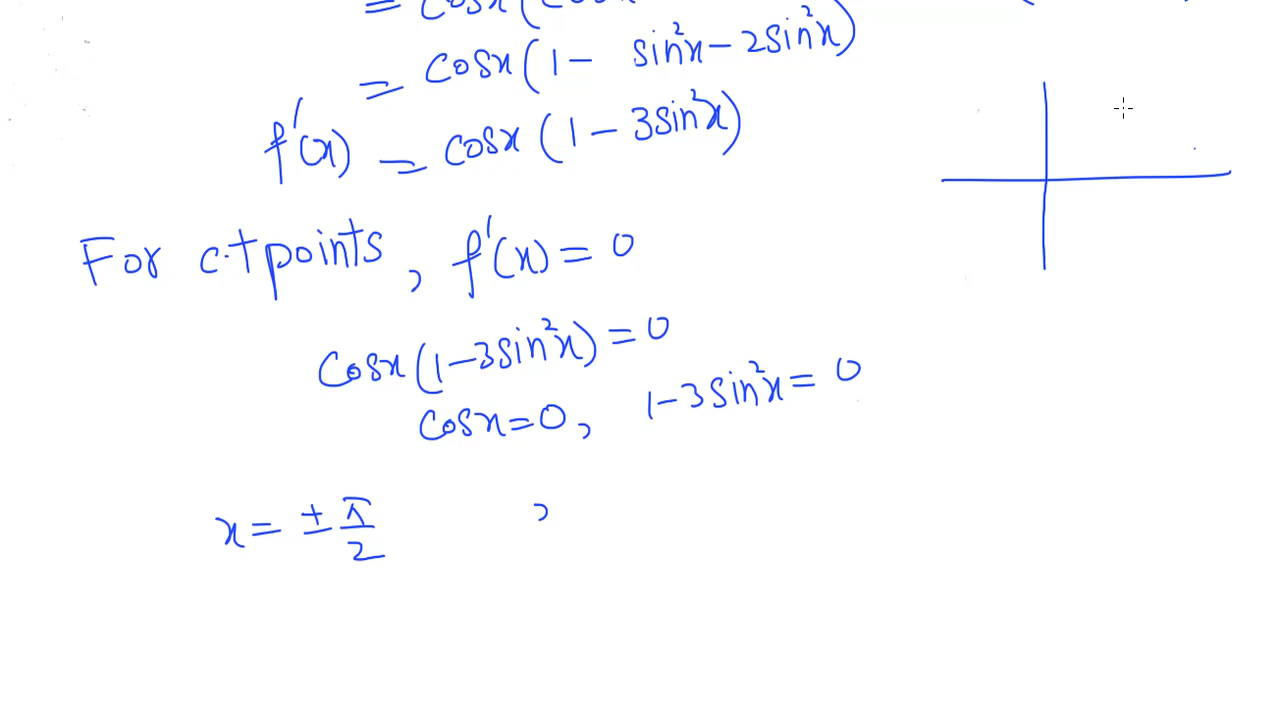 = cosx(
= cosx(1 - sin²x - 2sin²x)
f'(x) = cosx (1 - 3sin²x)
For c.t points, f'(x) = 0
cosx(1-3sin²x) = 0
cosx=0, 1-3sin²x = 0
x = ± π/2 ,